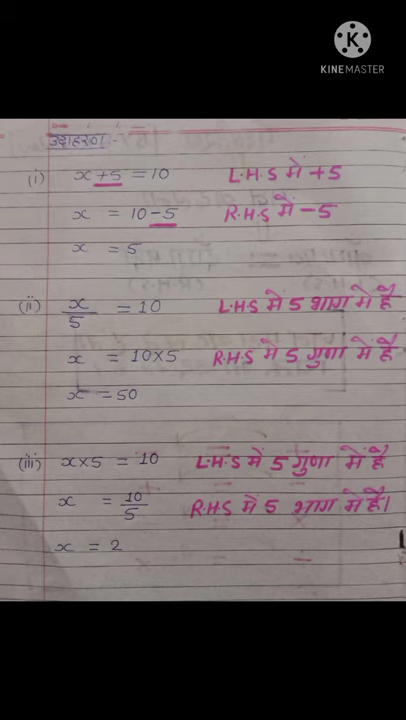 K
KINEMASTER
उदाहरण :-
(i) x + 5 = 10 L.H.S में + 5
x = 10 - 5 R.H.S में - 5
x = 5
(ii) x/5 = 10 L.H.S में 5 भाग में है
x = 10 × 5 R.H.S में 5 गुणा में है
x = 50
(iii) x × 5 = 10 L.H.S में 5 गुणा में है
x = 10/5 R.H.S में 5 भाग में है।
x = 2